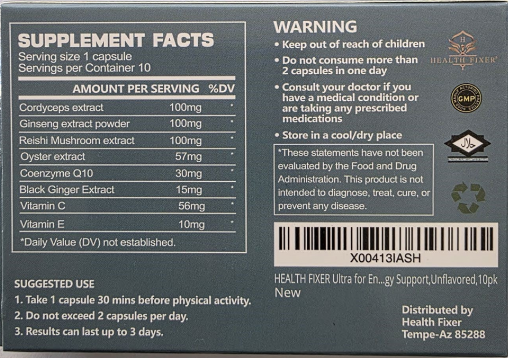 SUPPLEMENT FACTS
Serving size 1 capsule
Servings per Container 10
AMOUNT PER SERVING %DV
Cordyceps extract 100mg *
Ginseng extract powder 100mg *
Reishi Mushroom extract 100mg *
Oyster extract 57mg *
Coenzyme Q10 30mg *
Black Ginger Extract 15mg *
Vitamin C 56mg *
Vitamin E 10mg *
*Daily Value (DV) not established.
SUGGESTED USE
1. Take 1 capsule 30 mins before physical activity.
2. Do not exceed 2 capsules per day.
3. Results can last up to 3 days.
WARNING
• Keep out of reach of children
• Do not consume more than
2 capsules in one day
• Consult your doctor if you
have a medical condition or
are taking any prescribed
medications
• Store in a cool/dry place
*These statements have not been
evaluated by the Food and Drug
Administration. This product is not
intended to diagnose, treat, cure, or
prevent any disease.
H
HEALTH FIXER®
GMP
حلال
X00413IASH
HEALTH FIXER Ultra for En...gy Support,Unflavored,10pk
New
Distributed by
Health Fixer
Tempe-Az 85288